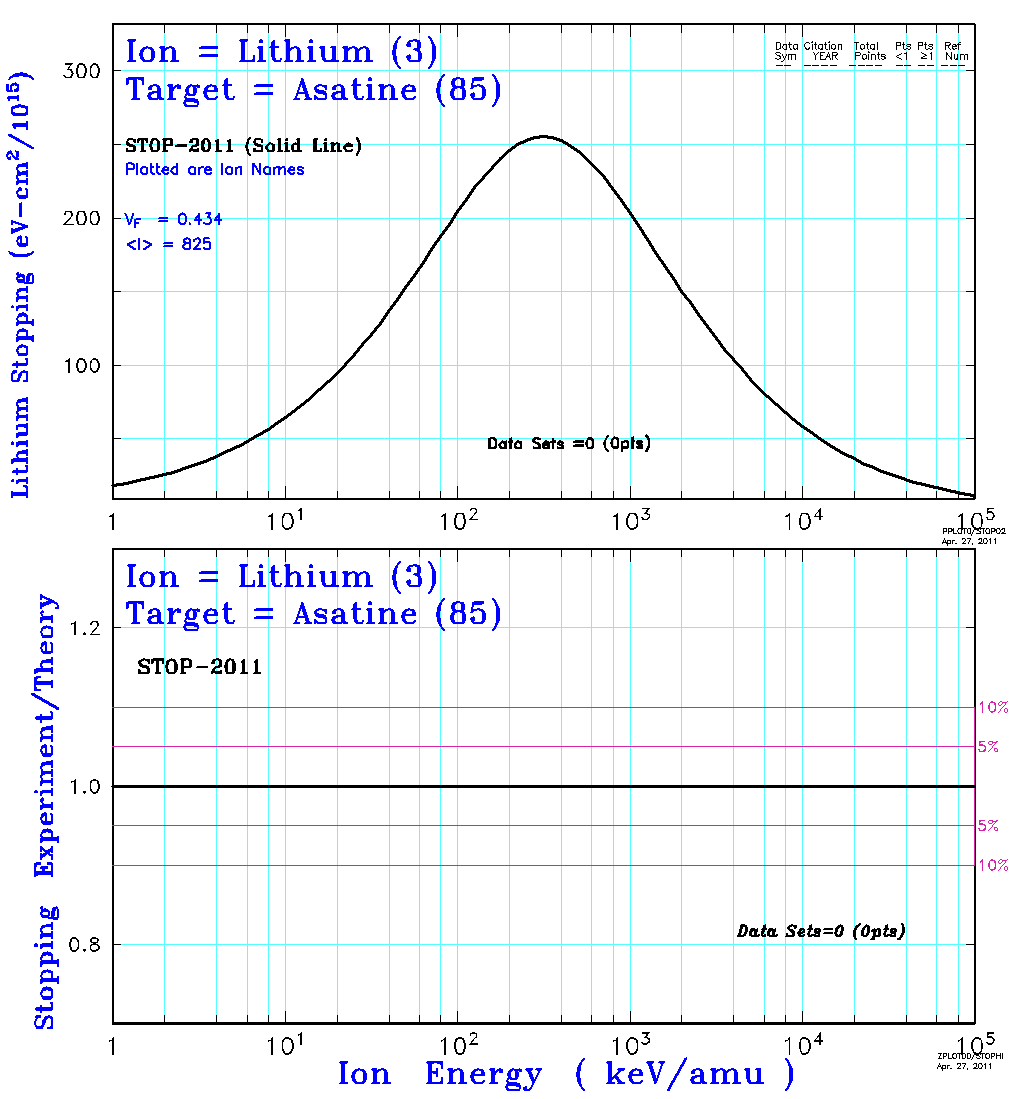 Ion = Lithium (3)
Target = Asatine (85)
Data Citation Total Pts Pts Ref
Sym YEAR Points <1 ≥1 Num
STOP-2011 (Solid Line)
Plotted are Ion Names
V_F = 0.434
<I> = 825
Lithium Stopping (eV-cm²/10¹⁵)
300
200
100
Data Sets =0 (0pts)
1 10¹ 10² 10³ 10⁴ 10⁵
PPLOT0/STOP02
Apr. 27, 2011
Ion = Lithium (3)
Target = Asatine (85)
STOP-2011
Stopping Experiment/Theory
1.2
1.0
0.8
10%
5%
5%
10%
Data Sets=0 (0pts)
1 10¹ 10² 10³ 10⁴ 10⁵
Ion Energy ( keV/amu )
Apr. 27, 2011